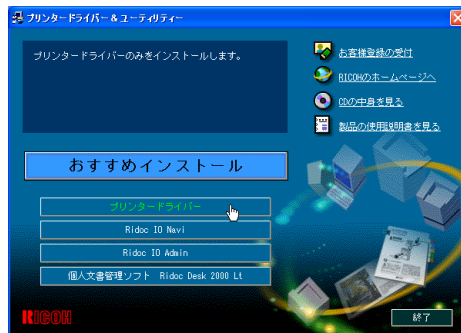 プリンタードライバー & ユーティリティー
プリンタードライバーのみをインストールします。
お客様登録の受付
RICOHのホームページへ
CDの中身を見る
製品の使用説明書を見る
おすすめインストール
プリンタードライバー
Ridoc IO Navi
Ridoc IO Admin
個人文書管理ソフト Ridoc Desk 2000 Lt
RICOH
終了